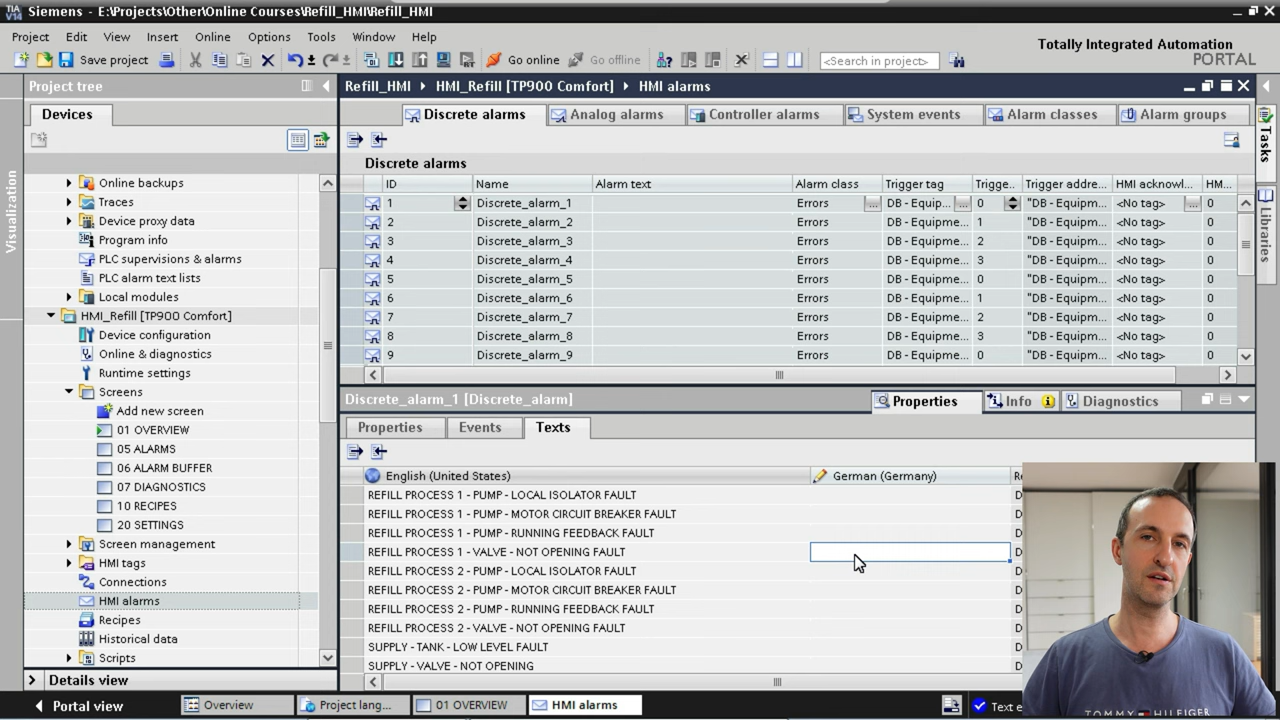 TIA V14 Siemens - E:\Projects\Other\Online Courses\Refill_HMI\Refill_HMI
Project Edit View Insert Online Options Tools Window Help
Totally Integrated Automation
PORTAL
Save project Go online Go offline <Search in project>
Project tree
Refill_HMI HMI_Refill [TP900 Comfort] HMI alarms
Devices
Discrete alarms Analog alarms Controller alarms System events Alarm classes Alarm groups
Visualization
Tasks
Libraries
Online backups
Traces
Device proxy data
Program info
PLC supervisions & alarms
PLC alarm text lists
Local modules
HMI_Refill [TP900 Comfort]
Device configuration
Online & diagnostics
Runtime settings
Screens
Add new screen
01 OVERVIEW
05 ALARMS
06 ALARM BUFFER
07 DIAGNOSTICS
10 RECIPES
20 SETTINGS
Screen management
HMI tags
Connections
HMI alarms
Recipes
Historical data
Scripts
Details view
Discrete alarms
ID Name Alarm text Alarm class Trigger tag Trigge.. Trigger addre... HMI acknowl... HM...
1 Discrete_alarm_1 Errors ... DB - Equip... ... 0 "DB - Equipm... <No tag> ... 0
2 Discrete_alarm_2 Errors DB - Equipme... 1 "DB - Equipm... <No tag> 0
3 Discrete_alarm_3 Errors DB - Equipme... 2 "DB - Equipm... <No tag> 0
4 Discrete_alarm_4 Errors DB - Equipme... 3 "DB - Equipm... <No tag> 0
5 Discrete_alarm_5 Errors DB - Equipme... 0 "DB - Equipm... <No tag> 0
6 Discrete_alarm_6 Errors DB - Equipme... 1 "DB - Equipm... <No tag> 0
7 Discrete_alarm_7 Errors DB - Equipme... 2 "DB - Equipm... <No tag> 0
8 Discrete_alarm_8 Errors DB - Equipme... 3 "DB - Equipm... <No tag> 0
9 Discrete_alarm_9 Errors DB - Equipme... 0 "DB - Equipm... <No tag> 0
Discrete_alarm_1 [Discrete_alarm] Properties Info Diagnostics
Properties Events Texts
English (United States) German (Germany) Re
REFILL PROCESS 1 - PUMP - LOCAL ISOLATOR FAULT D
REFILL PROCESS 1 - PUMP - MOTOR CIRCUIT BREAKER FAULT D
REFILL PROCESS 1 - PUMP - RUNNING FEEDBACK FAULT D
REFILL PROCESS 1 - VALVE - NOT OPENING FAULT D
REFILL PROCESS 2 - PUMP - LOCAL ISOLATOR FAULT D
REFILL PROCESS 2 - PUMP - MOTOR CIRCUIT BREAKER FAULT D
REFILL PROCESS 2 - PUMP - RUNNING FEEDBACK FAULT D
REFILL PROCESS 2 - VALVE - NOT OPENING FAULT D
SUPPLY - TANK - LOW LEVEL FAULT D
SUPPLY - VALVE - NOT OPENING D
Portal view Overview Project lang... 01 OVERVIEW HMI alarms Text e
TOMMY HILFIGER